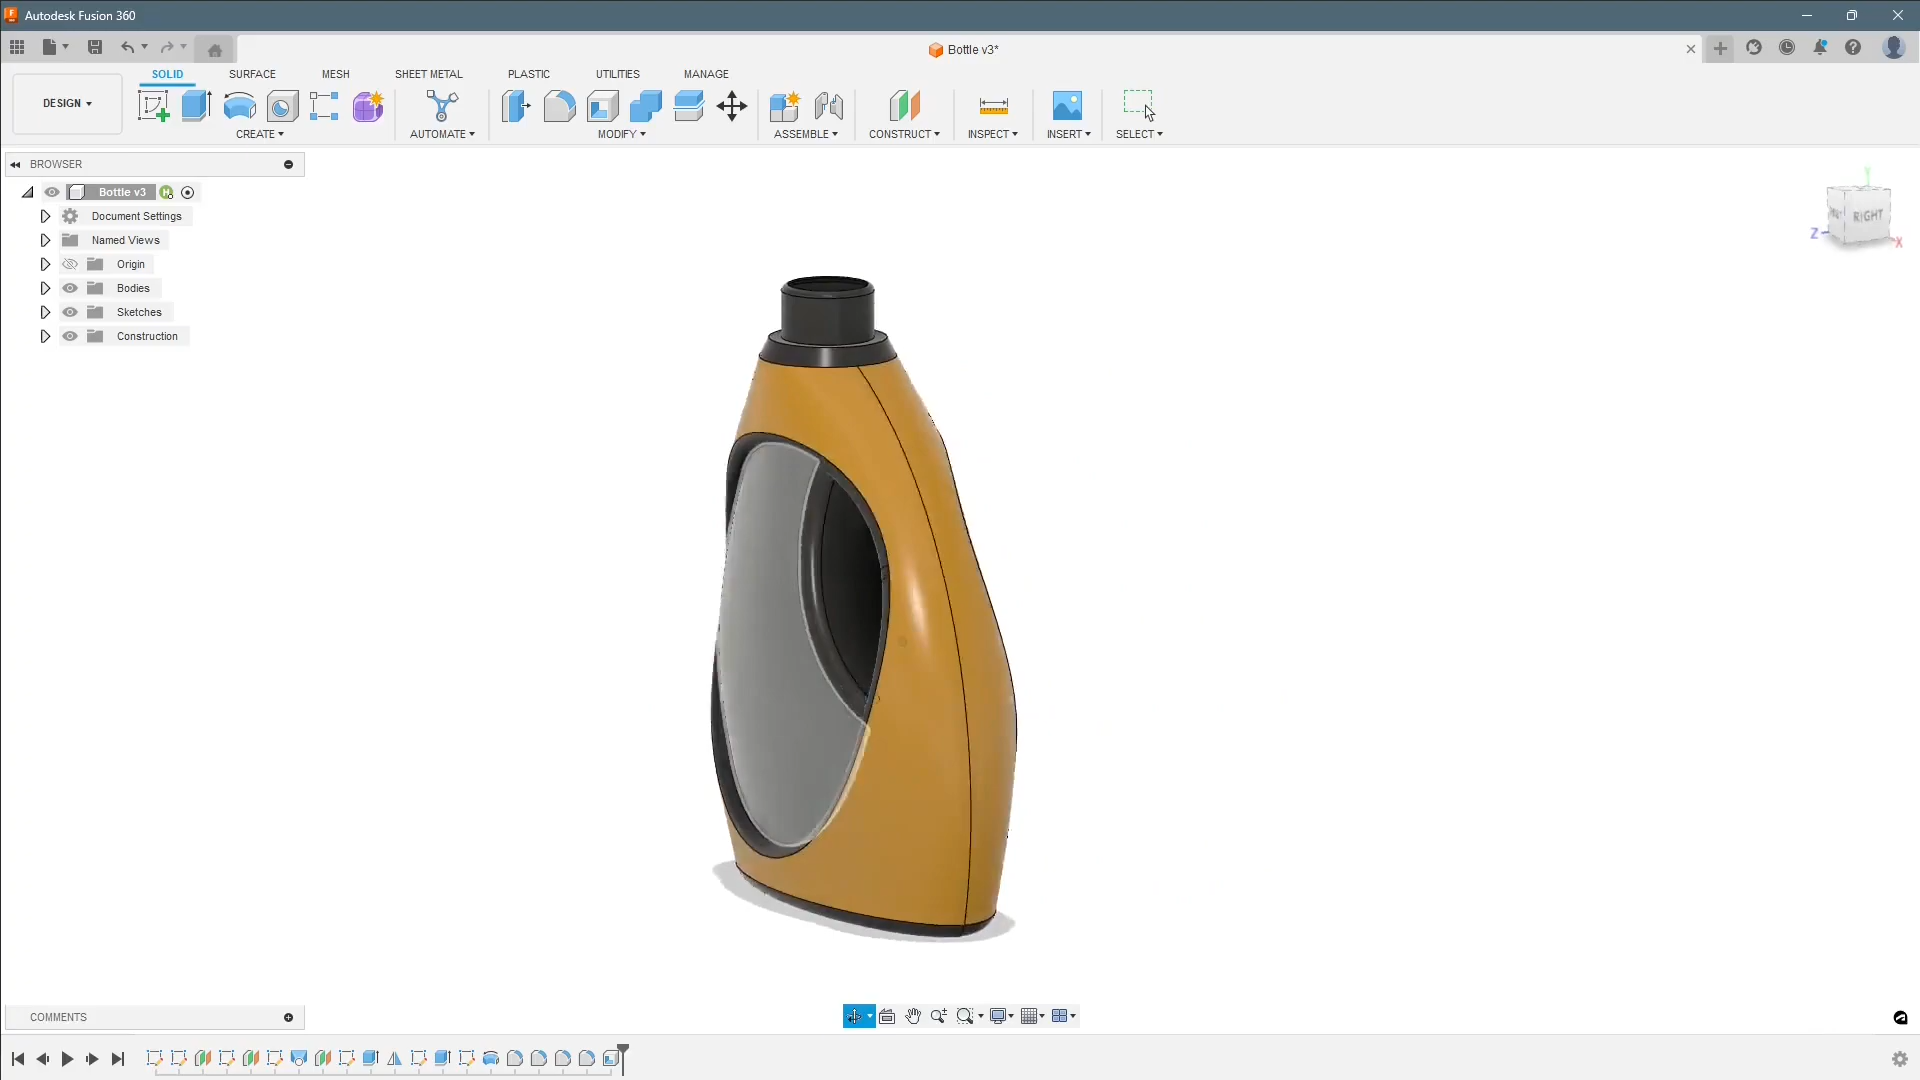 Autodesk Fusion 360
Bottle v3*
SOLID SURFACE MESH SHEET METAL PLASTIC UTILITIES MANAGE
DESIGN
CREATE AUTOMATE MODIFY ASSEMBLE CONSTRUCT INSPECT INSERT SELECT
BROWSER
Bottle v3
Document Settings
Named Views
Origin
Bodies
Sketches
Construction
RIGHT
Z
X
COMMENTS